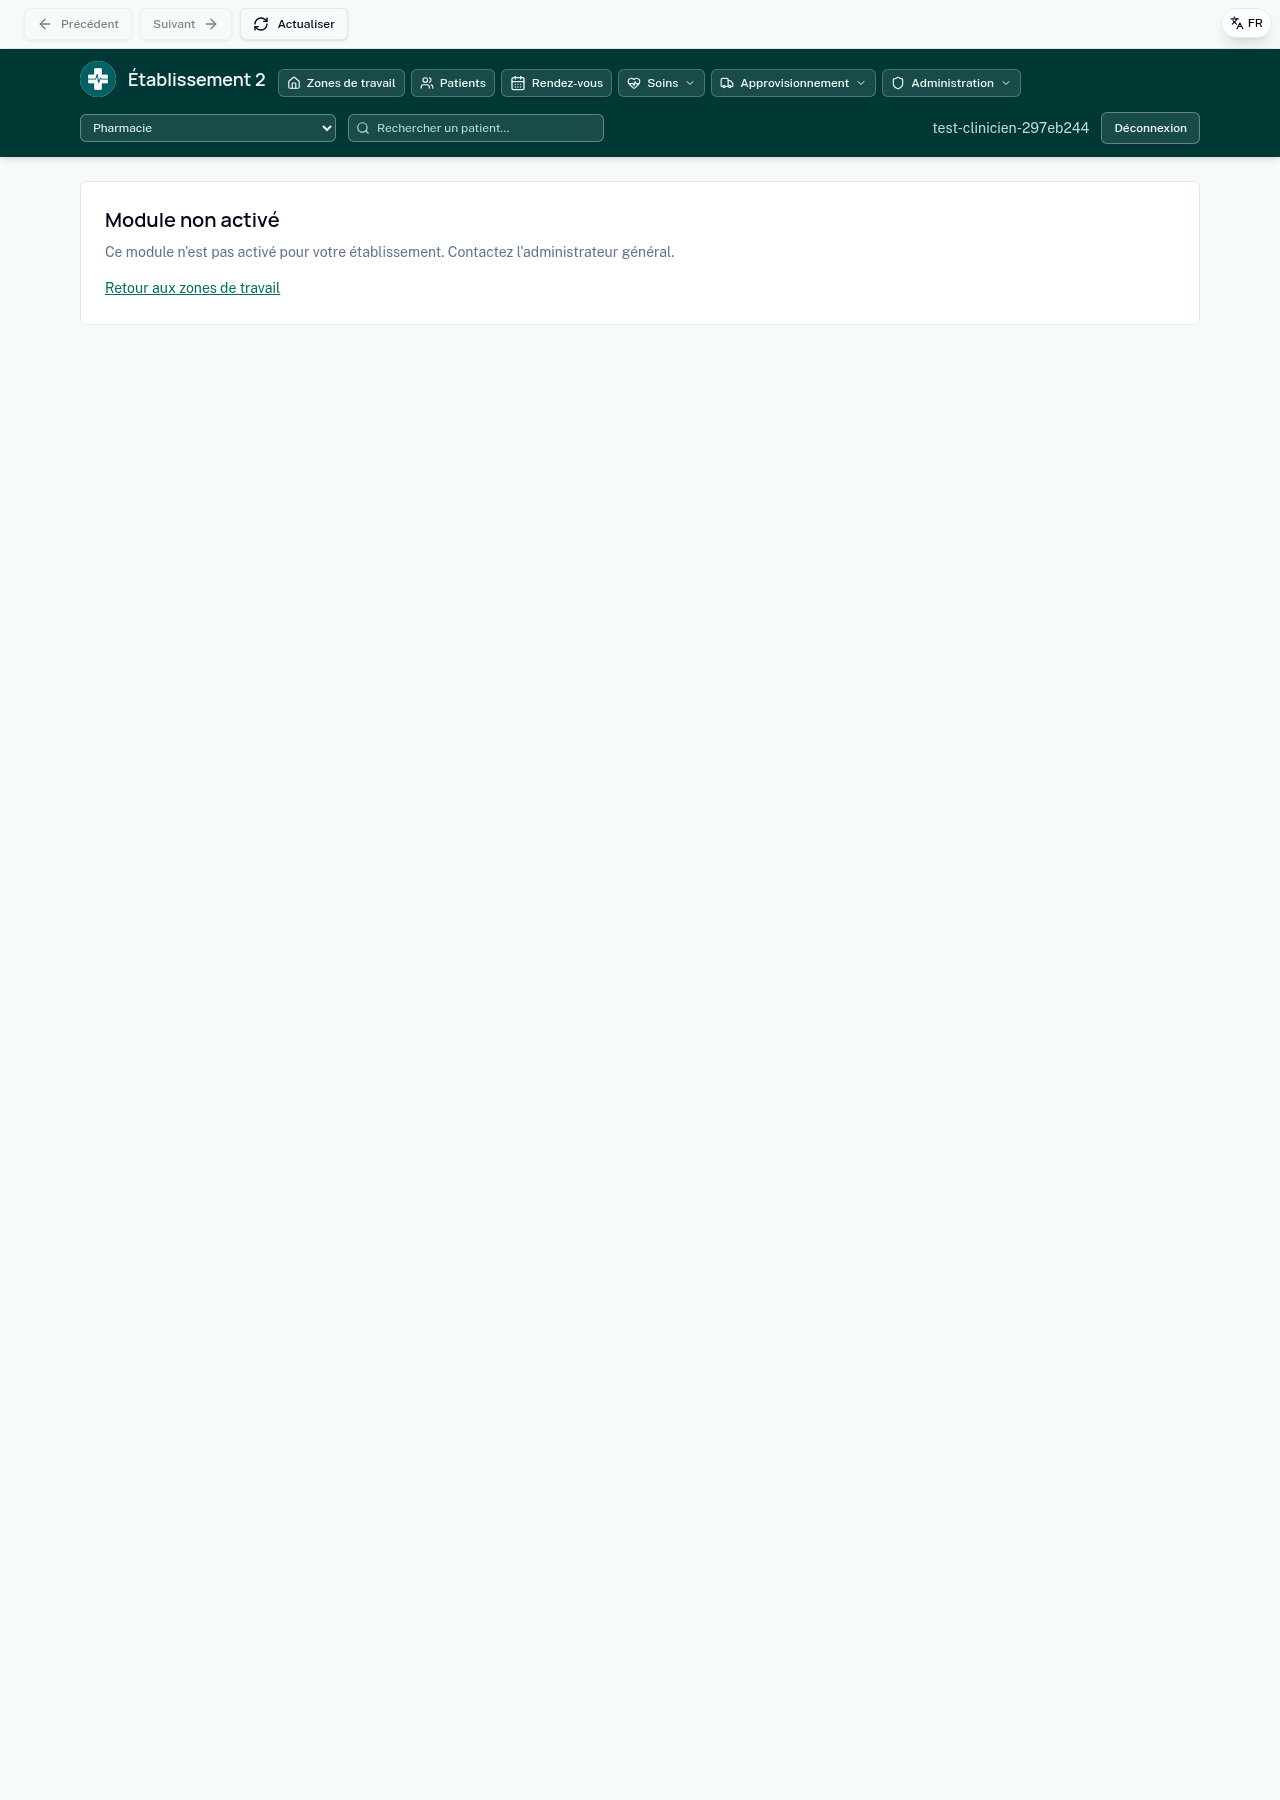 Précédent Suivant Actualiser FR
Établissement 2 Zones de travail Patients Rendez-vous Soins Approvisionnement Administration
Pharmacie Rechercher un patient... test-clinicien-297eb244 Déconnexion
Module non activé
Ce module n'est pas activé pour votre établissement. Contactez l'administrateur général.
Retour aux zones de travail